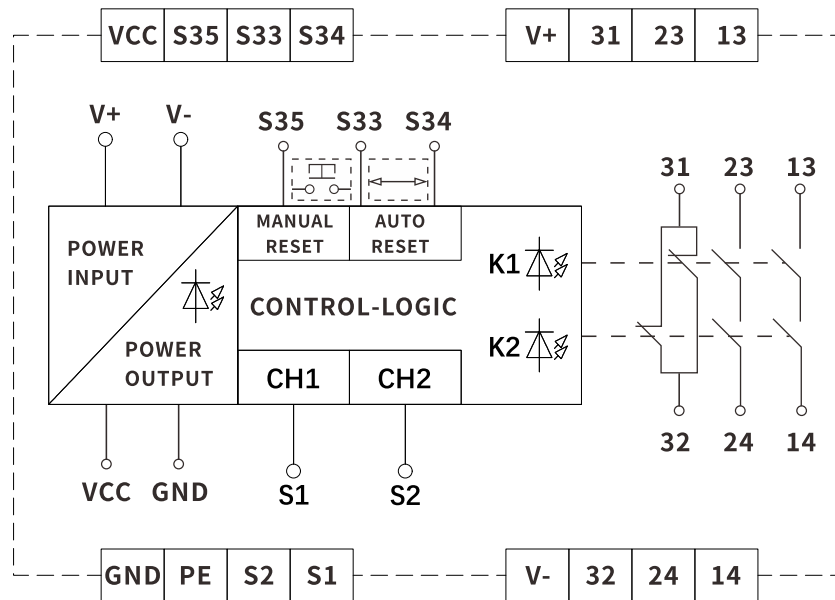 VCC S35 S33 S34 V+ 31 23 13
V+ V-
S35 S33 S34
31 23 13
MANUAL RESET
AUTO RESET
POWER INPUT
K1
CONTROL-LOGIC
K2
POWER OUTPUT
CH1 CH2
32 24 14
VCC GND S1 S2
GND PE S2 S1 V- 32 24 14